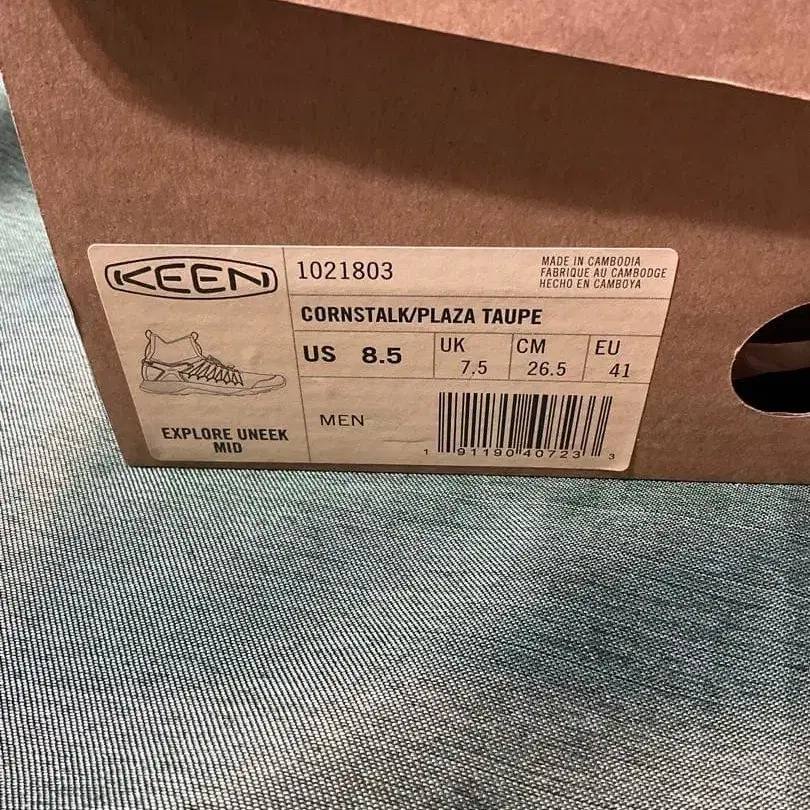 KEEN
1021803
MADE IN CAMBODIA
FABRIQUE AU CAMBODGE
HECHO EN CAMBOYA
CORNSTALK/PLAZA TAUPE
US 8.5
UK 7.5
CM 26.5
EU 41
MEN
EXPLORE UNEEK
MID
1 91190 40723 3